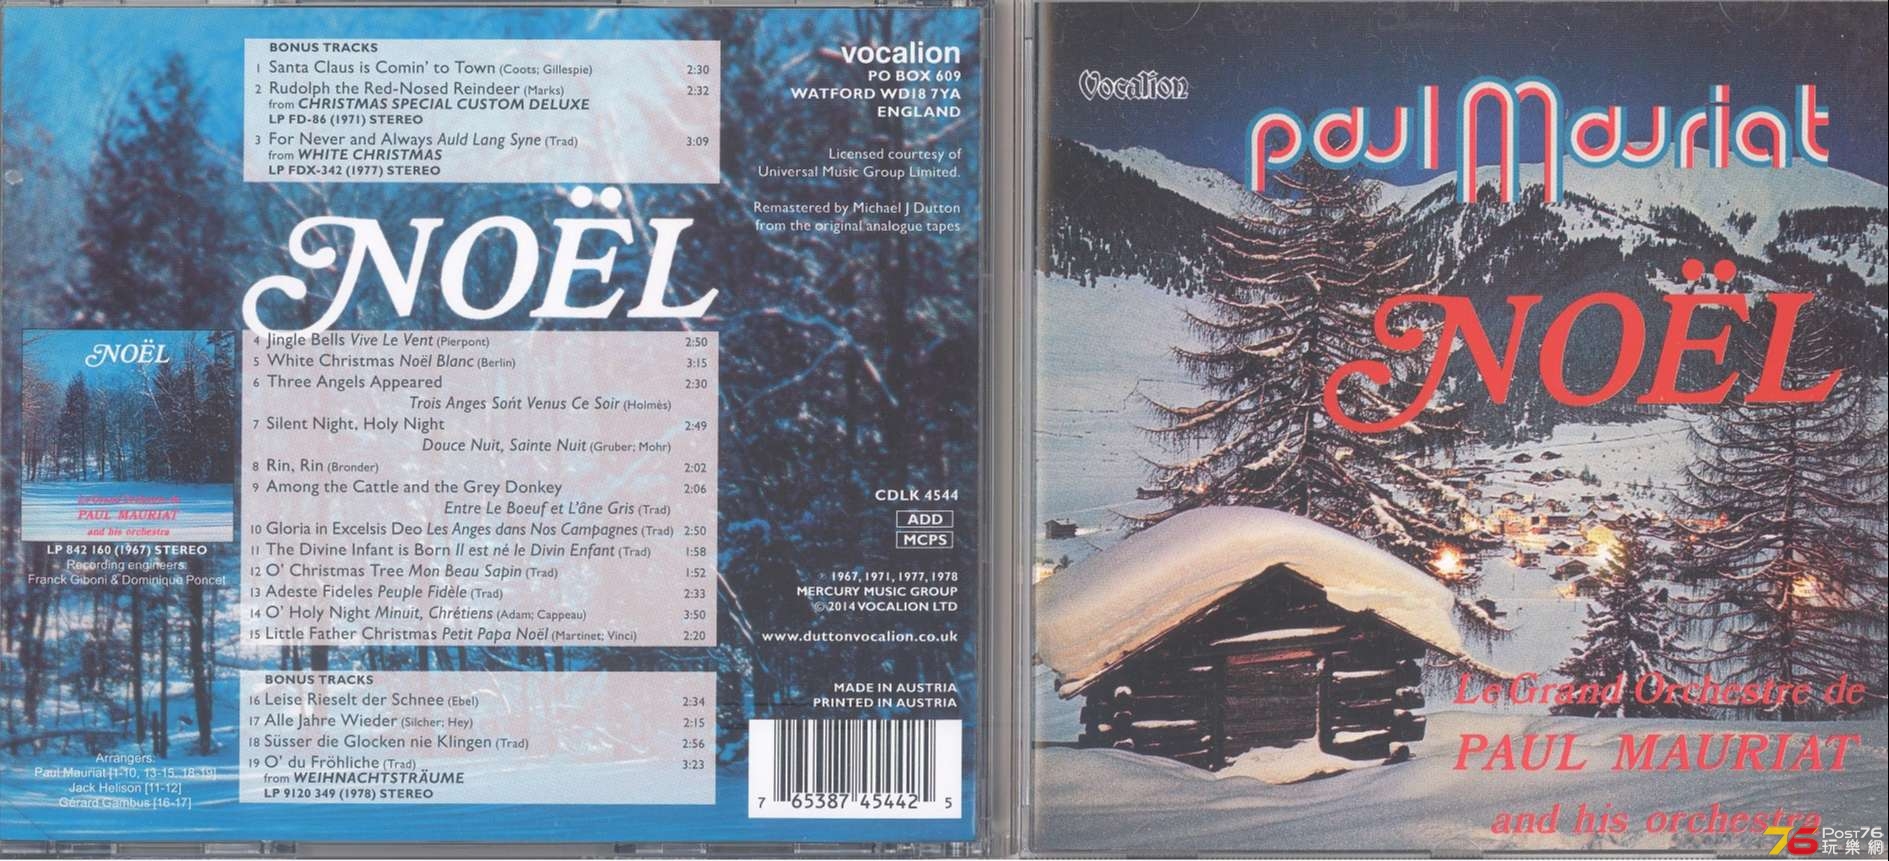 BONUS TRACKS
1 Santa Claus is Comin' to Town (Coots; Gillespie) 2:30
2 Rudolph the Red-Nosed Reindeer (Marks) 2:32
from CHRISTMAS SPECIAL CUSTOM DELUXE
LP FD-86 (1971) STEREO
3 For Never and Always Auld Lang Syne (Trad) 3:09
from WHITE CHRISTMAS
LP FDX-342 (1977) STEREO
NOËL
4 Jingle Bells Vive Le Vent (Pierpont) 2:50
5 White Christmas Noël Blanc (Berlin) 3:15
6 Three Angels Appeared 2:30
Trois Anges Sont Venus Ce Soir (Holmès)
7 Silent Night, Holy Night 2:49
Douce Nuit, Sainte Nuit (Gruber; Mohr)
8 Rin, Rin (Bronder) 2:02
9 Among the Cattle and the Grey Donkey 2:06
Entre Le Boeuf et L'âne Gris (Trad)
10 Gloria in Excelsis Deo Les Anges dans Nos Campagnes (Trad) 2:50
11 The Divine Infant is Born Il est né le Divin Enfant (Trad) 1:58
12 O' Christmas Tree Mon Beau Sapin (Trad) 1:52
13 Adeste Fideles Peuple Fidèle (Trad) 2:33
14 O' Holy Night Minuit, Chrétiens (Adam; Cappeau) 3:50
15 Little Father Christmas Petit Papa Noël (Martinet; Vinci) 2:20
BONUS TRACKS
16 Leise Rieselt der Schnee (Ebel) 2:34
17 Alle Jahre Wieder (Silcher; Hey) 2:15
18 Süsser die Glocken nie Klingen (Trad) 2:56
19 O' du Fröhliche (Trad) 3:23
from WEIHNACHTSTRÄUME
LP 9120 349 (1978) STEREO
NOËL
Le Grand Orchestre de
PAUL MAURIAT
and his orchestra
LP 842 160 (1967) STEREO
Recording engineers:
Franck Giboni & Dominique Poncet
Arrangers:
Paul Mauriat [1-10, 13-15, 18-19]
Jack Helison [11-12]
Gérard Gambus [16-17]
vocalion
PO BOX 609
WATFORD WD18 7YA
ENGLAND
Licensed courtesy of
Universal Music Group Limited.
Remastered by Michael J Dutton
from the original analogue tapes
CDLK 4544
ADD
MCPS
℗ 1967, 1971, 1977, 1978
MERCURY MUSIC GROUP
© 2014 VOCALION LTD
www.duttonvocalion.co.uk
MADE IN AUSTRIA
PRINTED IN AUSTRIA
7 65387 45442 5
Vocalion
paul Mauriat
NOËL
Le Grand Orchestre de
PAUL MAURIAT
and his orchestra
76 POST76
玩樂網